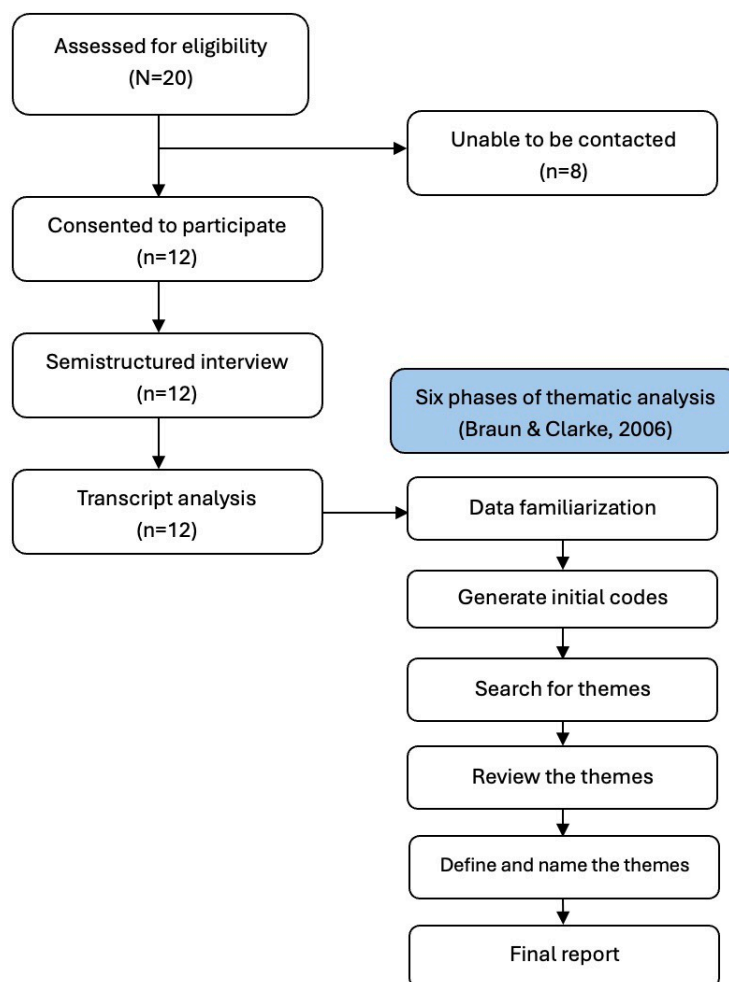 Assessed for eligibility
(N=20)
Unable to be contacted
(n=8)
Consented to participate
(n=12)
Semistructured interview
(n=12)
Transcript analysis
(n=12)
Six phases of thematic analysis
(Braun & Clarke, 2006)
Data familiarization
Generate initial codes
Search for themes
Review the themes
Define and name the themes
Final report